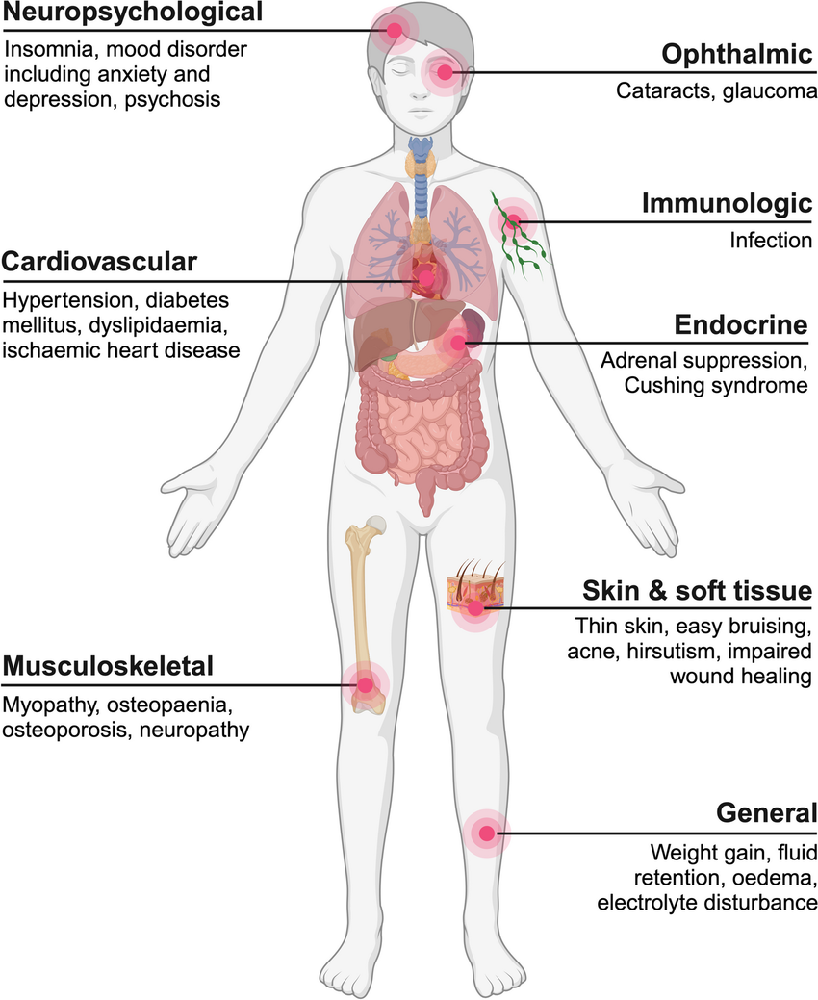 Neuropsychological
Insomnia, mood disorder
including anxiety and
depression, psychosis
Ophthalmic
Cataracts, glaucoma
Immunologic
Infection
Cardiovascular
Hypertension, diabetes
mellitus, dyslipidaemia,
ischaemic heart disease
Endocrine
Adrenal suppression,
Cushing syndrome
Skin & soft tissue
Thin skin, easy bruising,
acne, hirsutism, impaired
wound healing
Musculoskeletal
Myopathy, osteopaenia,
osteoporosis, neuropathy
General
Weight gain, fluid
retention, oedema,
electrolyte disturbance